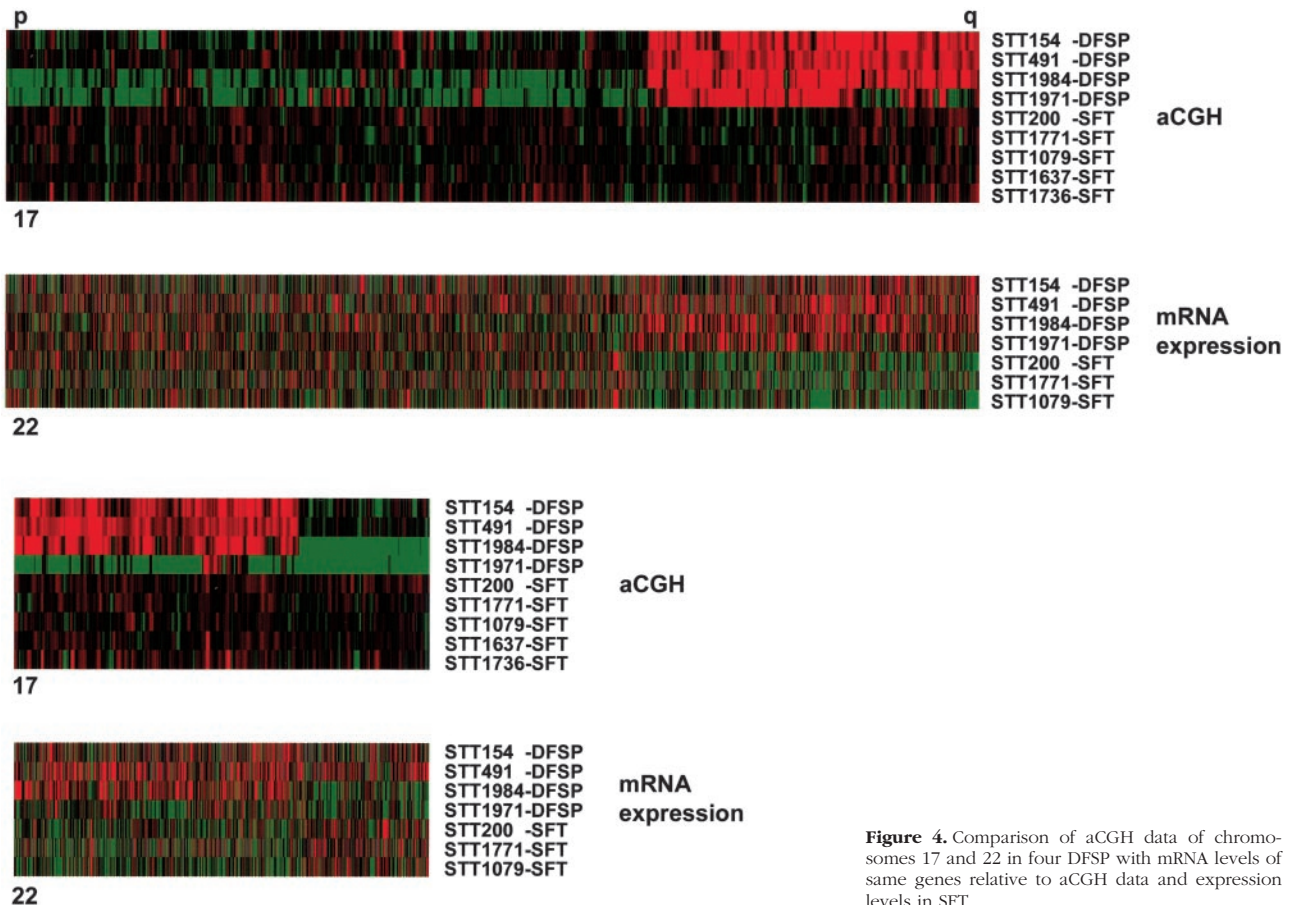 p
q
STT154 -DFSP
STT491 -DFSP
STT1984-DFSP
STT1971-DFSP
STT200 -SFT
STT1771-SFT
STT1079-SFT
STT1637-SFT
STT1736-SFT
aCGH
17
STT154 -DFSP
STT491 -DFSP
STT1984-DFSP
STT1971-DFSP
STT200 -SFT
STT1771-SFT
STT1079-SFT
mRNA
expression
22
STT154 -DFSP
STT491 -DFSP
STT1984-DFSP
STT1971-DFSP
STT200 -SFT
STT1771-SFT
STT1079-SFT
STT1637-SFT
STT1736-SFT
aCGH
17
STT154 -DFSP
STT491 -DFSP
STT1984-DFSP
STT1971-DFSP
STT200 -SFT
STT1771-SFT
STT1079-SFT
mRNA
expression
22
Figure 4. Comparison of aCGH data of chromo-
somes 17 and 22 in four DFSP with mRNA levels of
same genes relative to aCGH data and expression
levels in SFT